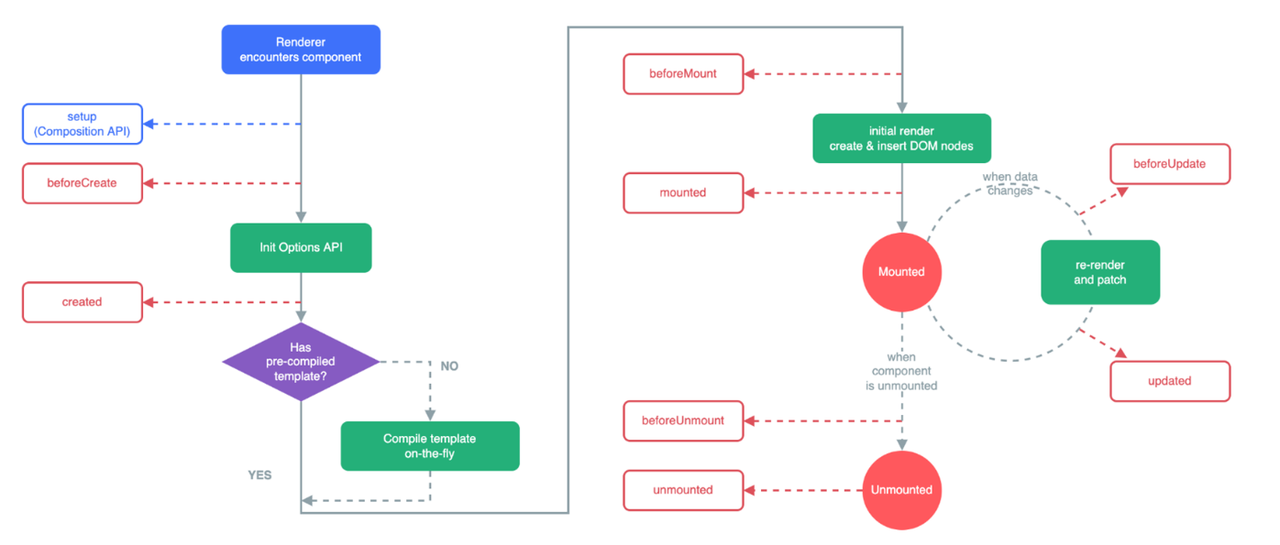 Renderer
encounters component
setup
(Composition API)
beforeCreate
Init Options API
created
Has
pre-compiled
template?
NO
Compile template
on-the-fly
YES
beforeMount
initial render
create & insert DOM nodes
mounted
Mounted
when data
changes
beforeUpdate
re-render
and patch
updated
when
component
is unmounted
beforeUnmount
unmounted
Unmounted